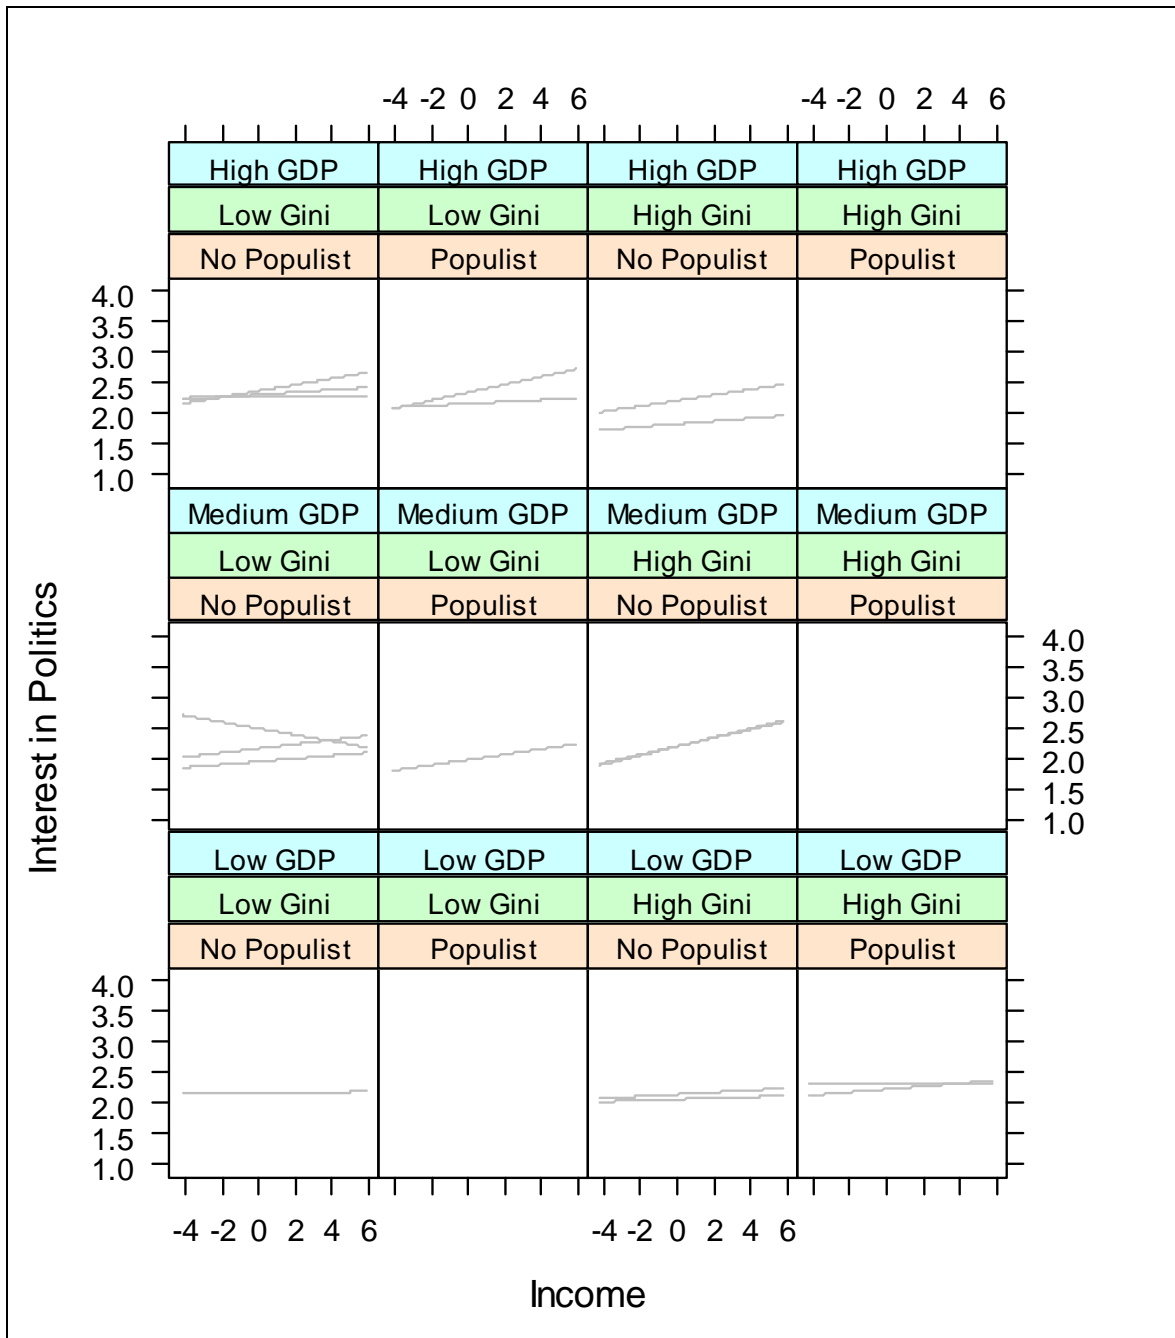 -4 -2 0 2 4 6 -4 -2 0 2 4 6
High GDP High GDP High GDP High GDP
Low Gini Low Gini High Gini High Gini
No Populist Populist No Populist Populist
4.0
3.5
3.0
2.5
2.0
1.5
1.0
Medium GDP Medium GDP Medium GDP Medium GDP
Low Gini Low Gini High Gini High Gini
No Populist Populist No Populist Populist
4.0
3.5
3.0
2.5
2.0
1.5
1.0
Interest in Politics
Low GDP Low GDP Low GDP Low GDP
Low Gini Low Gini High Gini High Gini
No Populist Populist No Populist Populist
4.0
3.5
3.0
2.5
2.0
1.5
1.0
-4 -2 0 2 4 6 -4 -2 0 2 4 6
Income